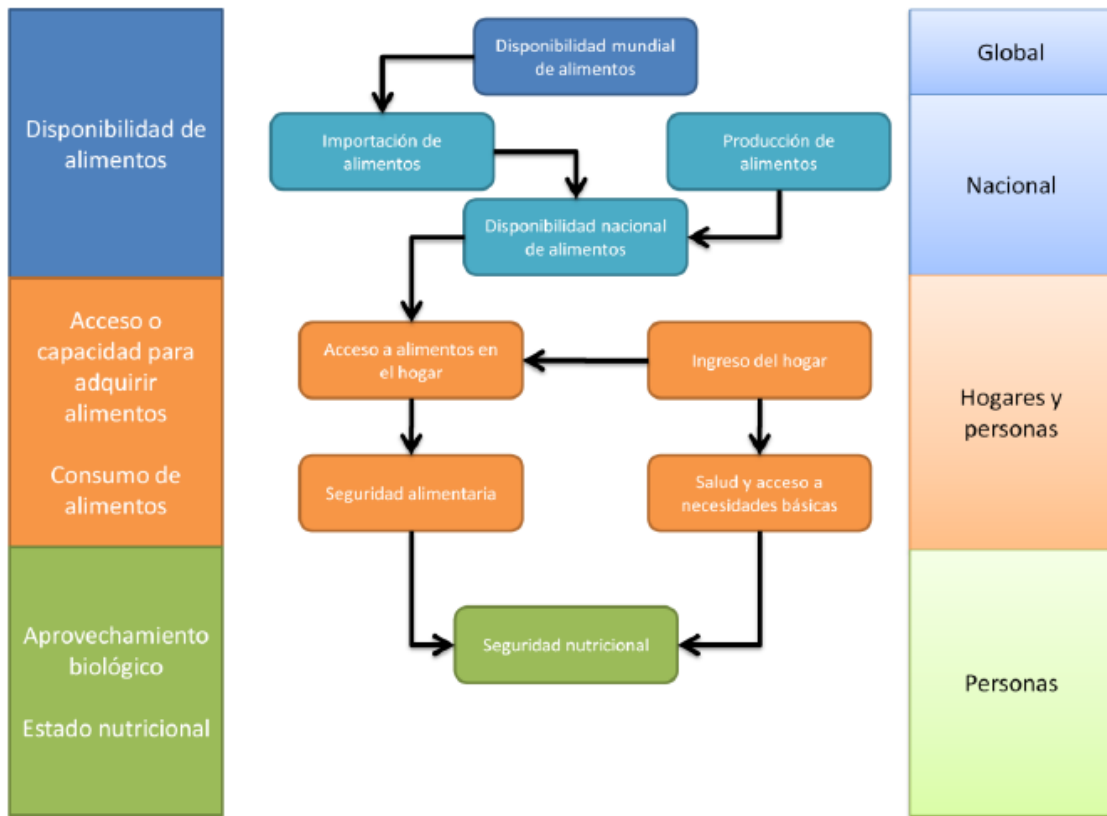 Disponibilidad de
alimentos
Acceso o
capacidad para
adquirir
alimentos
Consumo de
alimentos
Aprovechamiento
biológico
Estado nutricional
Disponibilidad mundial
de alimentos
Importación de
alimentos
Producción de
alimentos
Disponibilidad nacional
de alimentos
Acceso a alimentos en
el hogar
Ingreso del hogar
Seguridad alimentaria
Salud y acceso a
necesidades básicas
Seguridad nutricional
Global
Nacional
Hogares y
personas
Personas